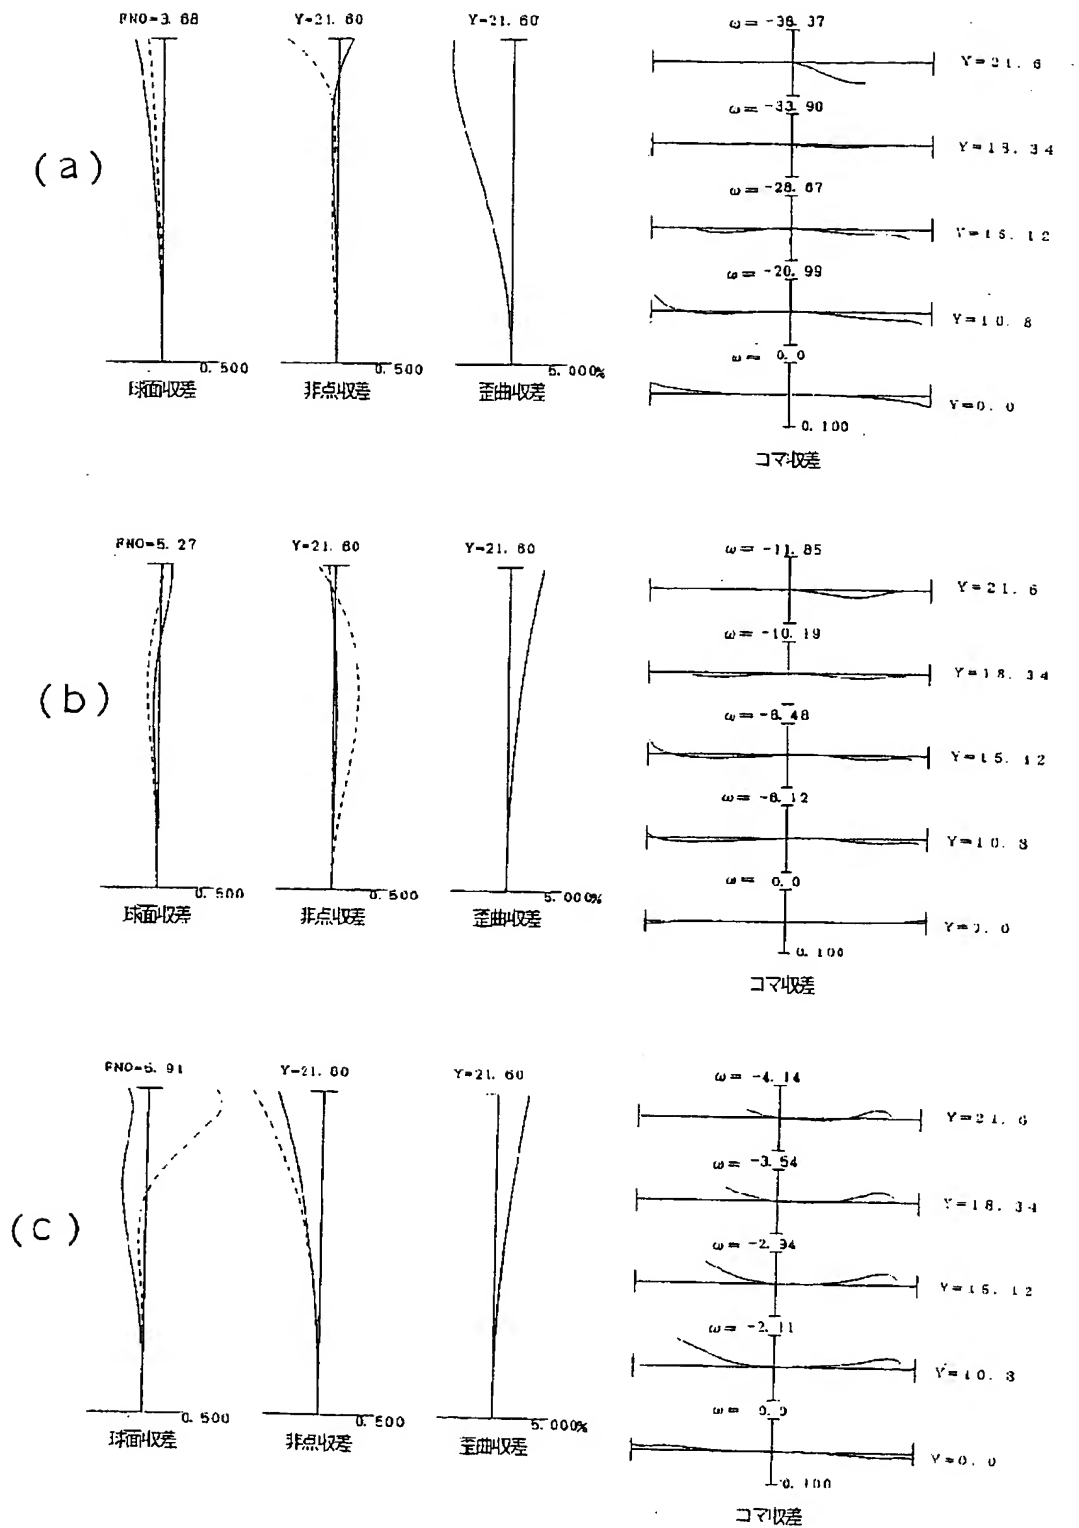 FNO=3.68
Y=21.60
Y=21.60
ω=-38.37
Y=21.6
ω=-33.90
Y=18.34
(a)
ω=-28.67
Y=15.12
ω=-20.99
Y=10.8
ω= 0.0
0.500
0.500
5.000%
球面収差
非点収差
歪曲収差
Y=0.0
0.100
コマ収差
FNO=5.27
Y=21.60
Y=21.60
ω=-11.85
Y=21.6
ω=-10.19
Y=18.34
(b)
ω=-8.48
Y=15.12
ω=-6.12
Y=10.8
ω= 0.0
0.500
0.500
5.000%
球面収差
非点収差
歪曲収差
Y=0.0
0.100
コマ収差
FNO=5.91
Y=21.60
Y=21.60
ω=-4.14
Y=21.6
ω=-3.54
Y=18.34
(c)
ω=-2.94
Y=15.12
ω=-2.11
Y=10.8
ω= 0.0
0.500
0.500
5.000%
球面収差
非点収差
歪曲収差
Y=0.0
0.100
コマ収差